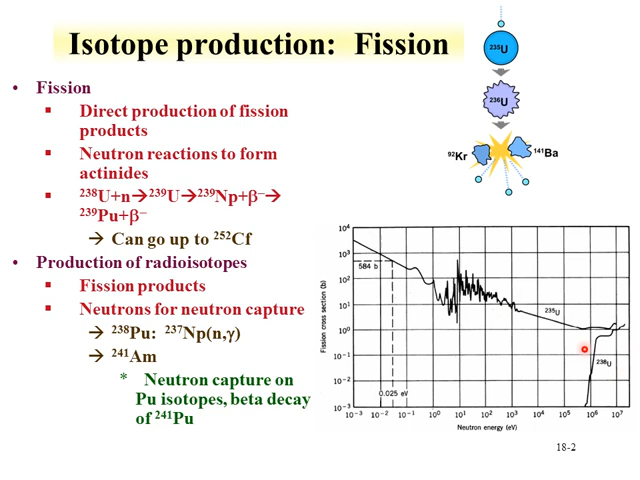 Isotope production: Fission
• Fission
▪ Direct production of fission
products
▪ Neutron reactions to form
actinides
▪ ²³⁸U+n→²³⁹U→²³⁹Np+β⁻→
²³⁹Pu+β⁻
→ Can go up to ²⁵²Cf
• Production of radioisotopes
▪ Fission products
▪ Neutrons for neutron capture
→ ²³⁸Pu: ²³⁷Np(n,γ)
→ ²⁴¹Am
* Neutron capture on
Pu isotopes, beta decay
of ²⁴¹Pu
²³⁵U
²³⁶U
⁹²Kr
¹⁴¹Ba
Fission cross section (b)
10⁴
10³
10²
10¹
10⁰
10⁻¹
10⁻²
10⁻³
584 b
0.025 eV
²³⁵U
²³⁸U
10⁻³ 10⁻² 10⁻¹ 10⁰ 10¹ 10² 10³ 10⁴ 10⁵ 10⁶ 10⁷
Neutron energy (eV)
18-2